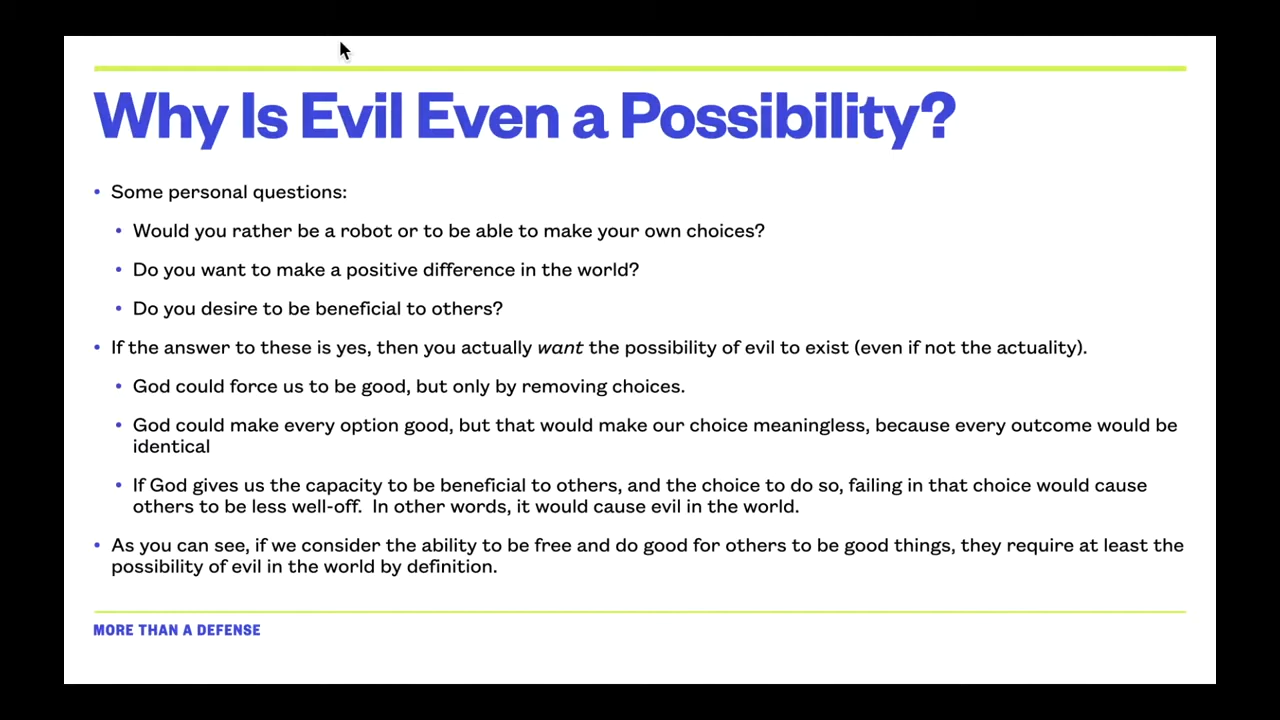 Why Is Evil Even a Possibility?
• Some personal questions:
• Would you rather be a robot or to be able to make your own choices?
• Do you want to make a positive difference in the world?
• Do you desire to be beneficial to others?
• If the answer to these is yes, then you actually want the possibility of evil to exist (even if not the actuality).
• God could force us to be good, but only by removing choices.
• God could make every option good, but that would make our choice meaningless, because every outcome would be
identical
• If God gives us the capacity to be beneficial to others, and the choice to do so, failing in that choice would cause
others to be less well-off.  In other words, it would cause evil in the world.
• As you can see, if we consider the ability to be free and do good for others to be good things, they require at least the
possibility of evil in the world by definition.
MORE THAN A DEFENSE